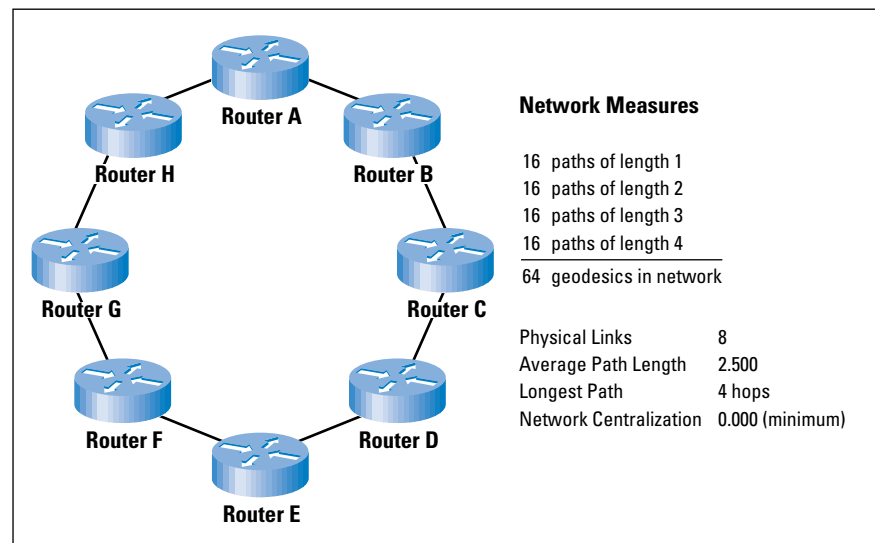 Router A
Router H
Router B
Router G
Router C
Router F
Router D
Router E
Network Measures
16 paths of length 1
16 paths of length 2
16 paths of length 3
16 paths of length 4
64 geodesics in network
Physical Links 8
Average Path Length 2.500
Longest Path 4 hops
Network Centralization 0.000 (minimum)